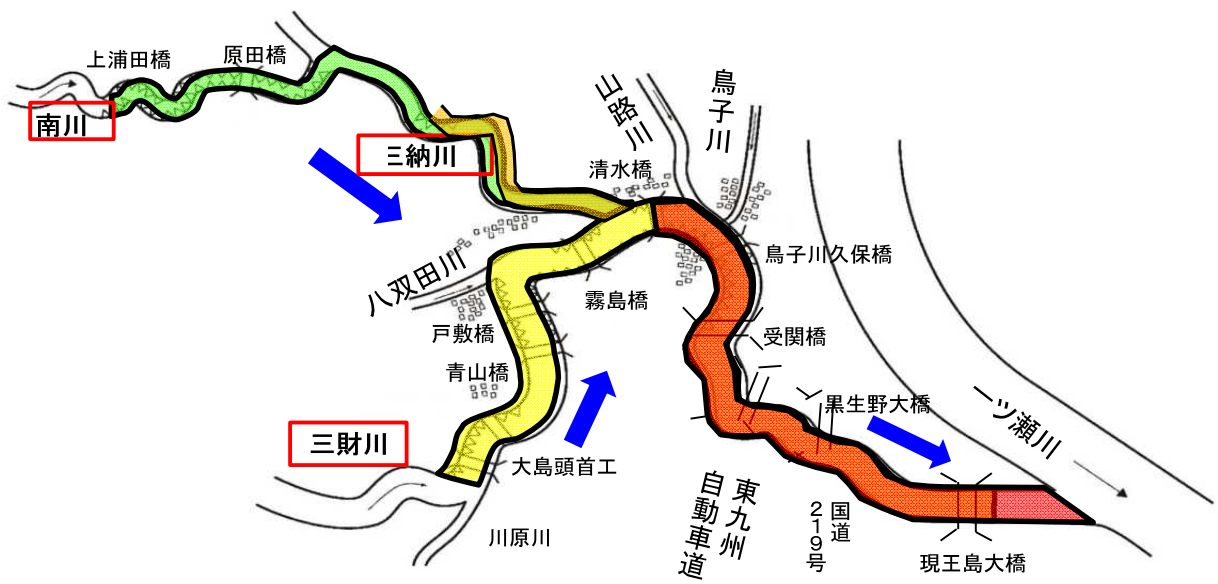 上浦田橋
原田橋
南川
三納川
山路川
鳥子川
清水橋
鳥子川久保橋
八双田川
霧島橋
戸敷橋
受関橋
青山橋
黒生野大橋
一ツ瀬川
三財川
大島頭首工
東九州
自動車道
国道
219号
川原川
現王島大橋